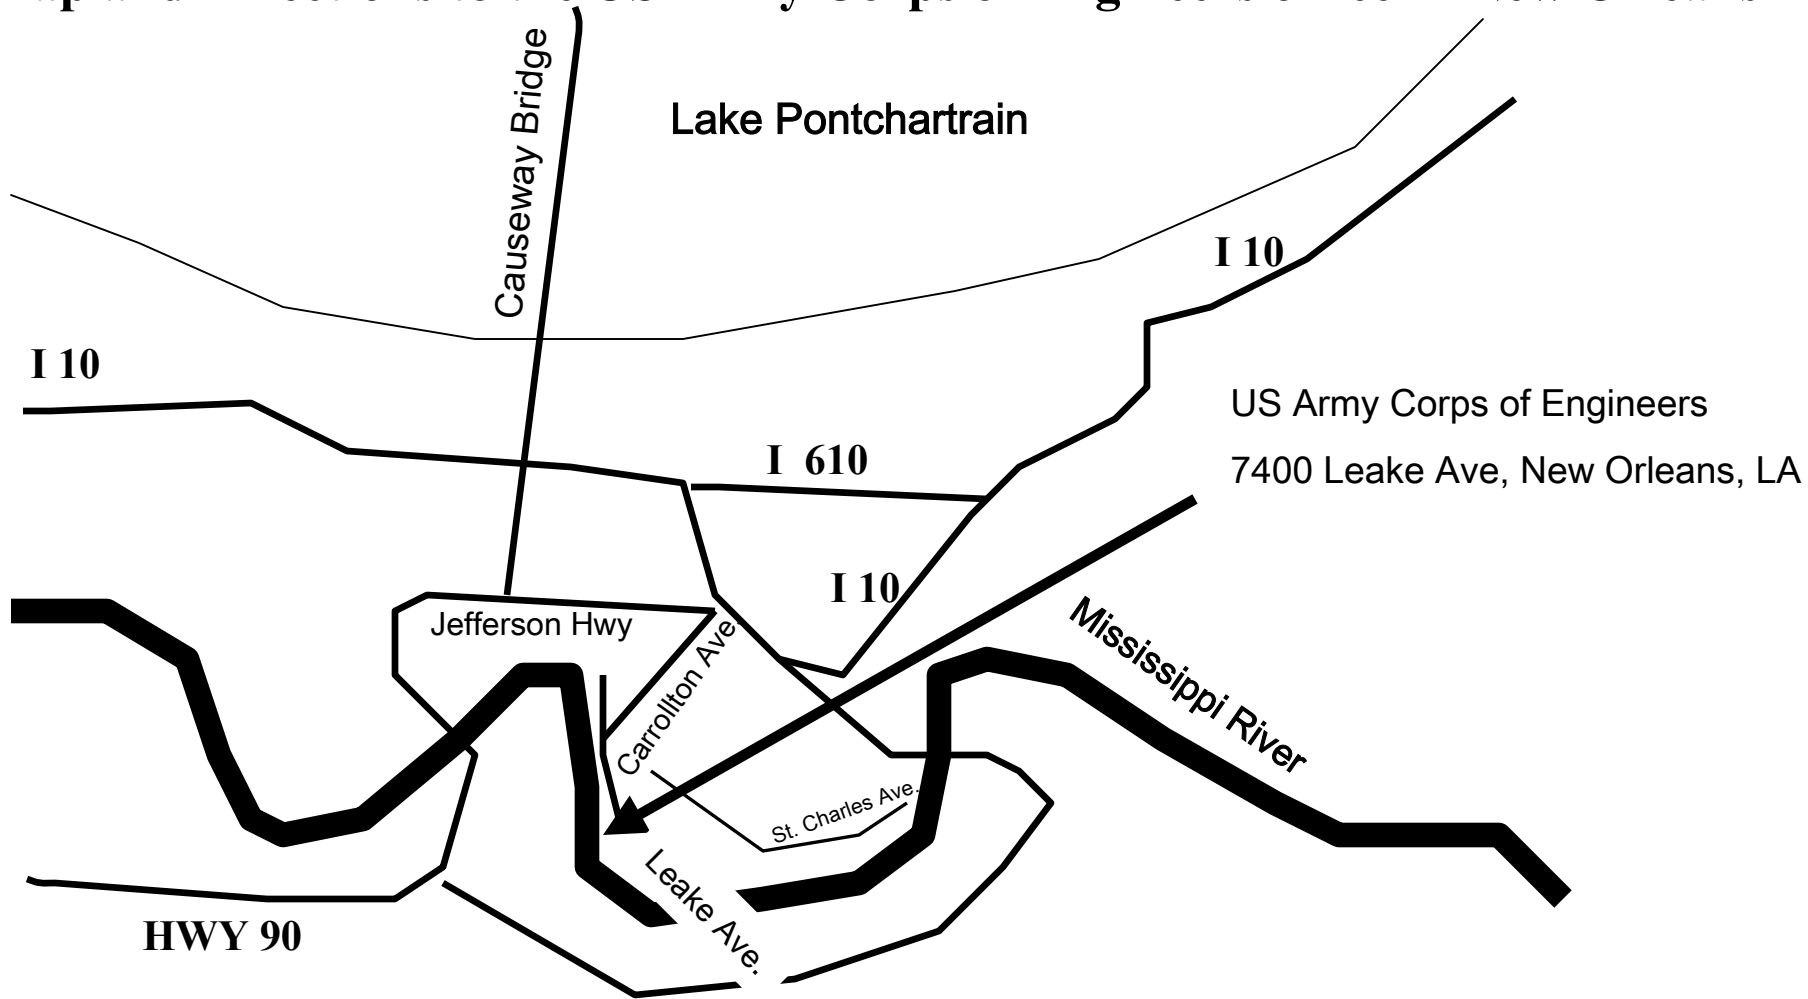 Causeway Bridge
Lake Pontchartrain
I 10
I 10
US Army Corps of Engineers
7400 Leake Ave, New Orleans, LA
I 610
I 10
Jefferson Hwy
Carrollton Ave.
Mississippi River
St. Charles Ave.
Leake Ave.
HWY 90